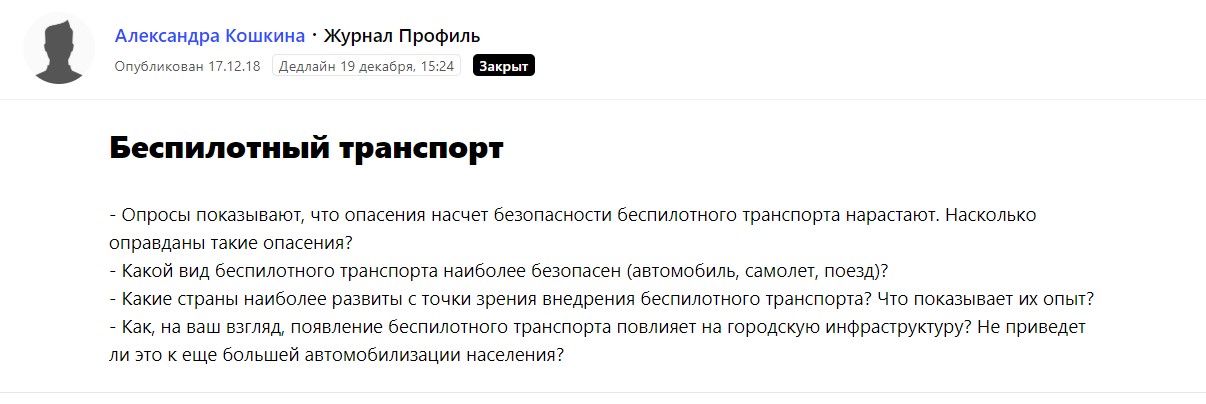 Александра Кошкина · Журнал Профиль
Опубликован 17.12.18 Дедлайн 19 декабря, 15:24 Закрыт
Беспилотный транспорт
- Опросы показывают, что опасения насчет безопасности беспилотного транспорта нарастают. Насколько
оправданы такие опасения?
- Какой вид беспилотного транспорта наиболее безопасен (автомобиль, самолет, поезд)?
- Какие страны наиболее развиты с точки зрения внедрения беспилотного транспорта? Что показывает их опыт?
- Как, на ваш взгляд, появление беспилотного транспорта повлияет на городскую инфраструктуру? Не приведет
ли это к еще большей автомобилизации населения?